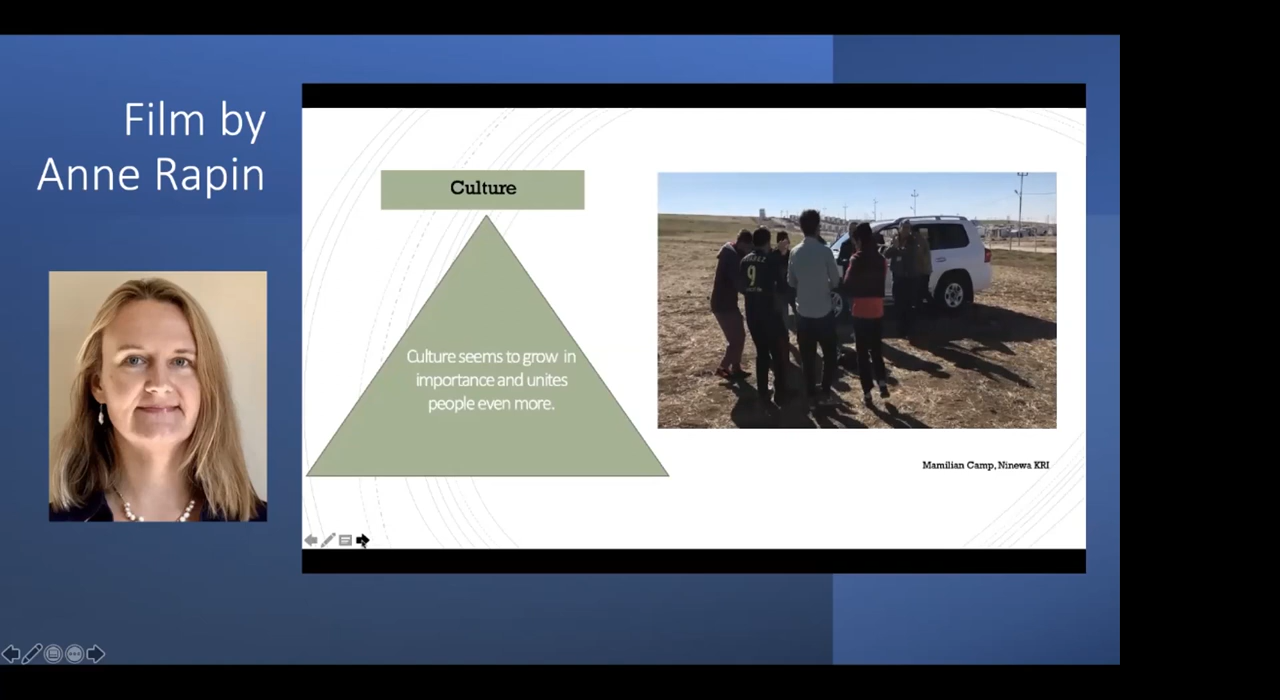 Film by
Anne Rapin
Culture
Culture seems to grow in
importance and unites
people even more.
9
Mamilian Camp, Ninewa KRI